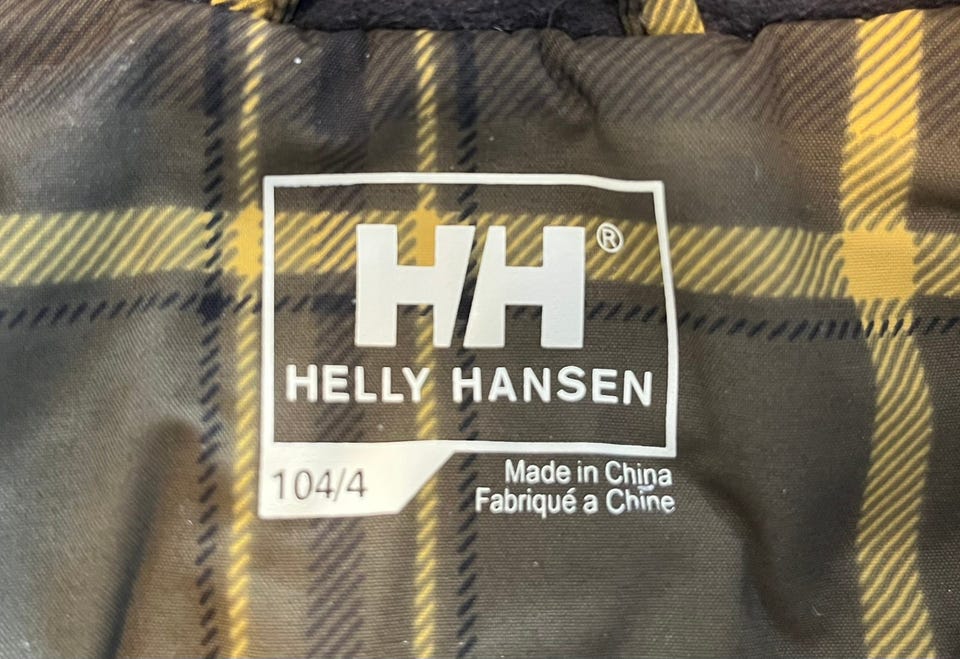 HH®
HELLY HANSEN
104/4
Made in China
Fabriqué a Chine